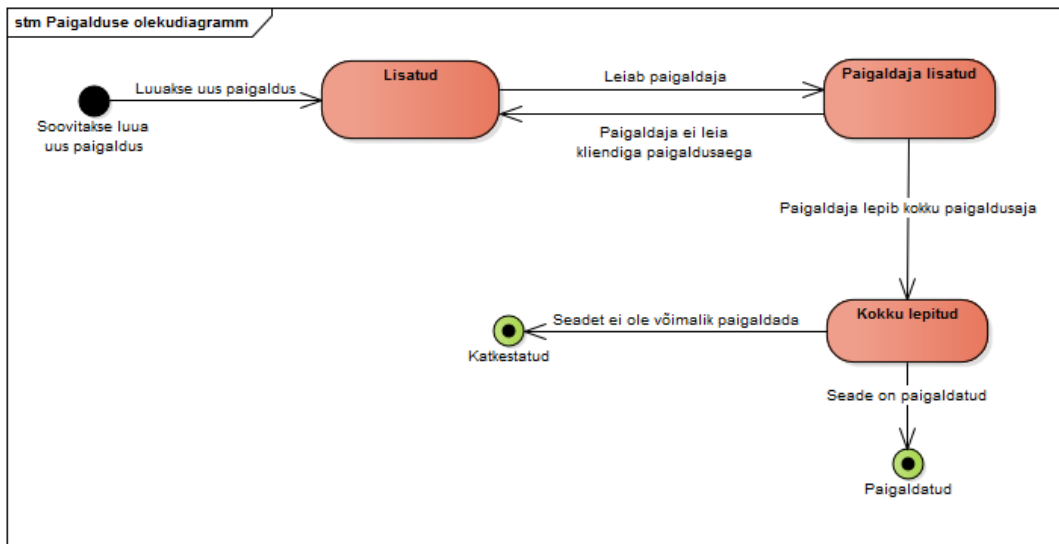 stm Paigalduse olekudiagramm
Lisatud
Paigaldaja lisatud
Luuakse uus paigaldus
Leiab paigaldaja
Soovitakse luua
uus paigaldus
Paigaldaja ei leia
kliendiga paigaldusaega
Paigaldaja lepib kokku paigaldusaja
Kokku lepitud
Seadet ei ole võimalik paigaldada
Katkestatud
Seade on paigaldatud
Paigaldatud